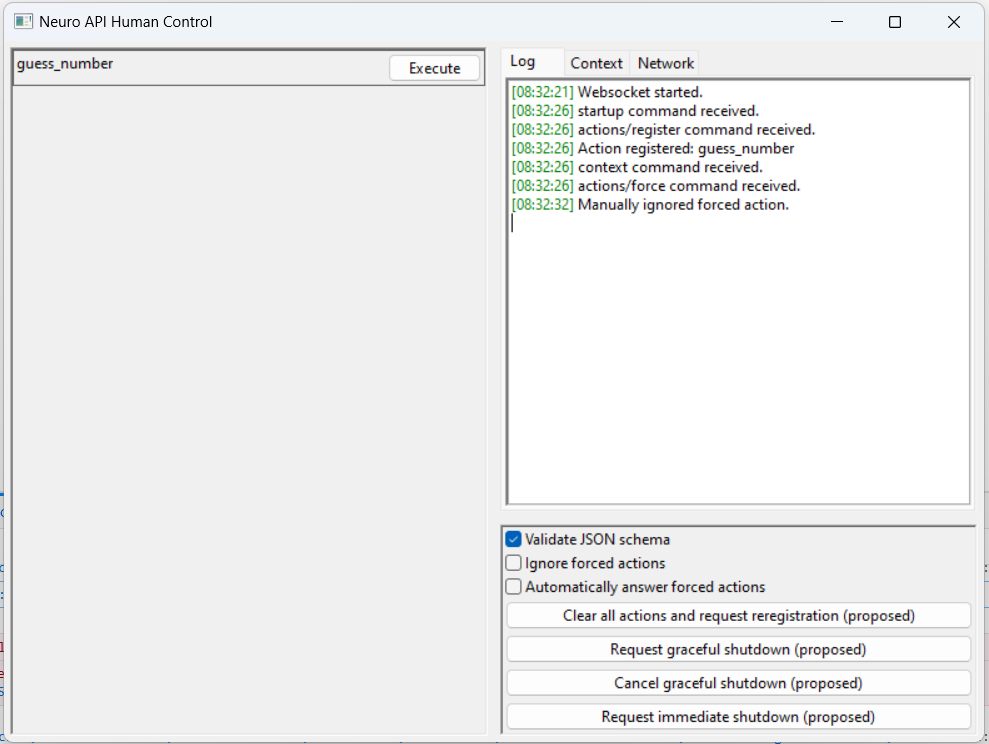 Neuro API Human Control
guess_number
Execute
Log Context Network
[08:32:21] Websocket started.
[08:32:26] startup command received.
[08:32:26] actions/register command received.
[08:32:26] Action registered: guess_number
[08:32:26] context command received.
[08:32:26] actions/force command received.
[08:32:32] Manually ignored forced action.
Validate JSON schema
Ignore forced actions
Automatically answer forced actions
Clear all actions and request reregistration (proposed)
Request graceful shutdown (proposed)
Cancel graceful shutdown (proposed)
Request immediate shutdown (proposed)